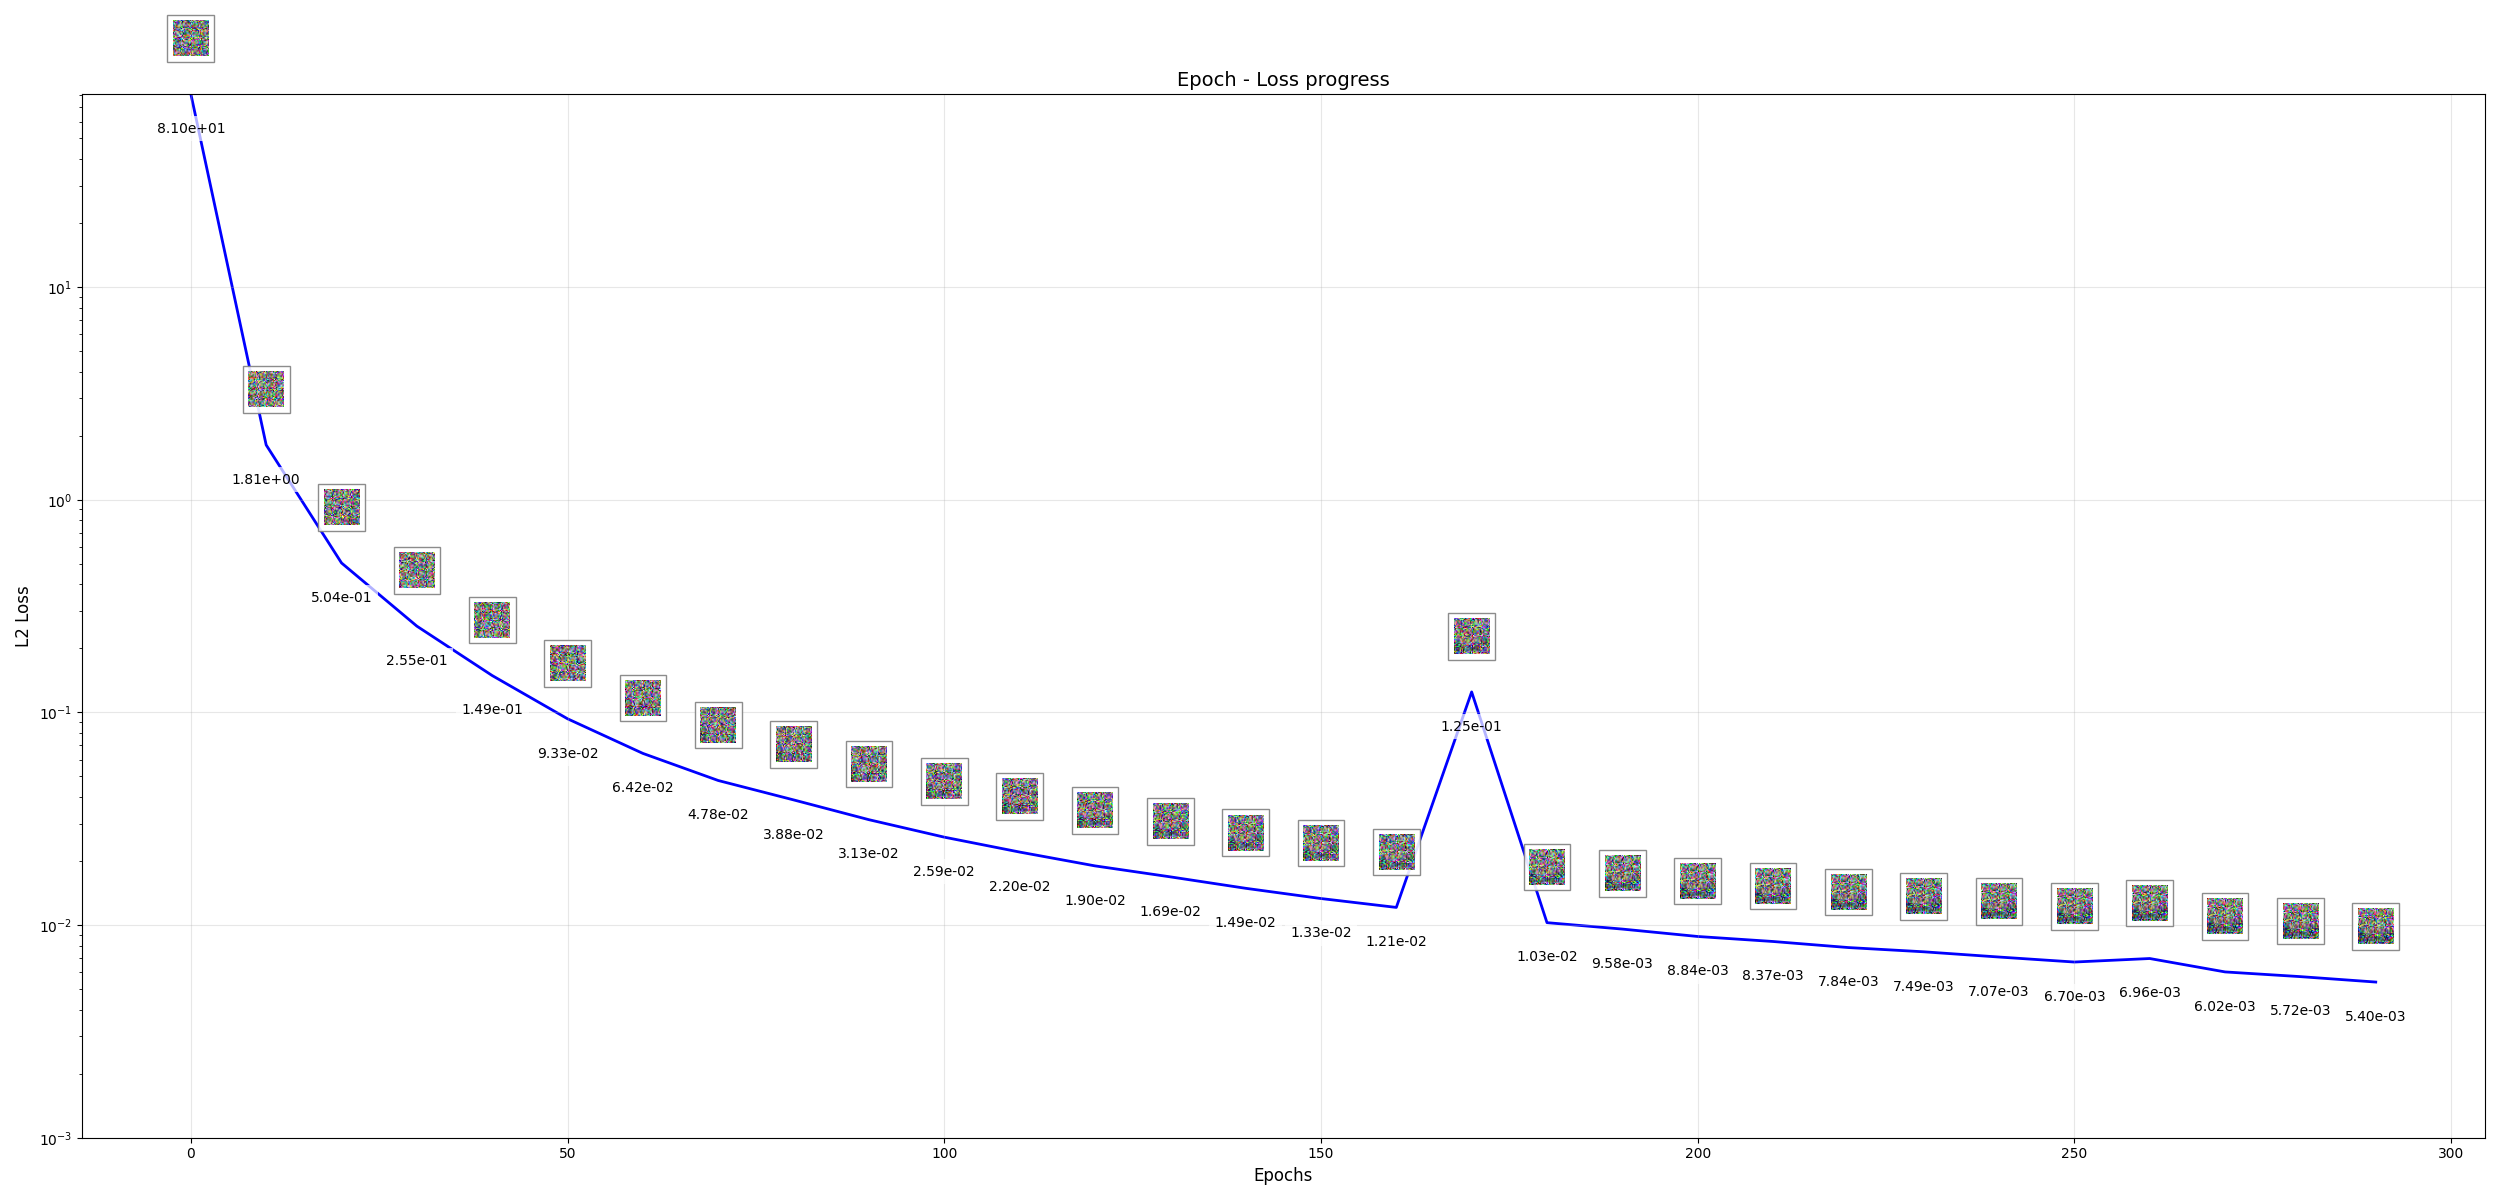 Epoch - Loss progress
8.10e+01
1.81e+00
5.04e-01
2.55e-01
1.49e-01
9.33e-02
6.42e-02
4.78e-02
3.88e-02
3.13e-02
2.59e-02
2.20e-02
1.90e-02
1.69e-02
1.49e-02
1.33e-02
1.21e-02
1.25e-01
1.03e-02
9.58e-03
8.84e-03
8.37e-03
7.84e-03
7.49e-03
7.07e-03
6.70e-03
6.96e-03
6.02e-03
5.72e-03
5.40e-03
L2 Loss
10¹
10⁰
10⁻¹
10⁻²
10⁻³
0 50 100 150 200 250 300
Epochs